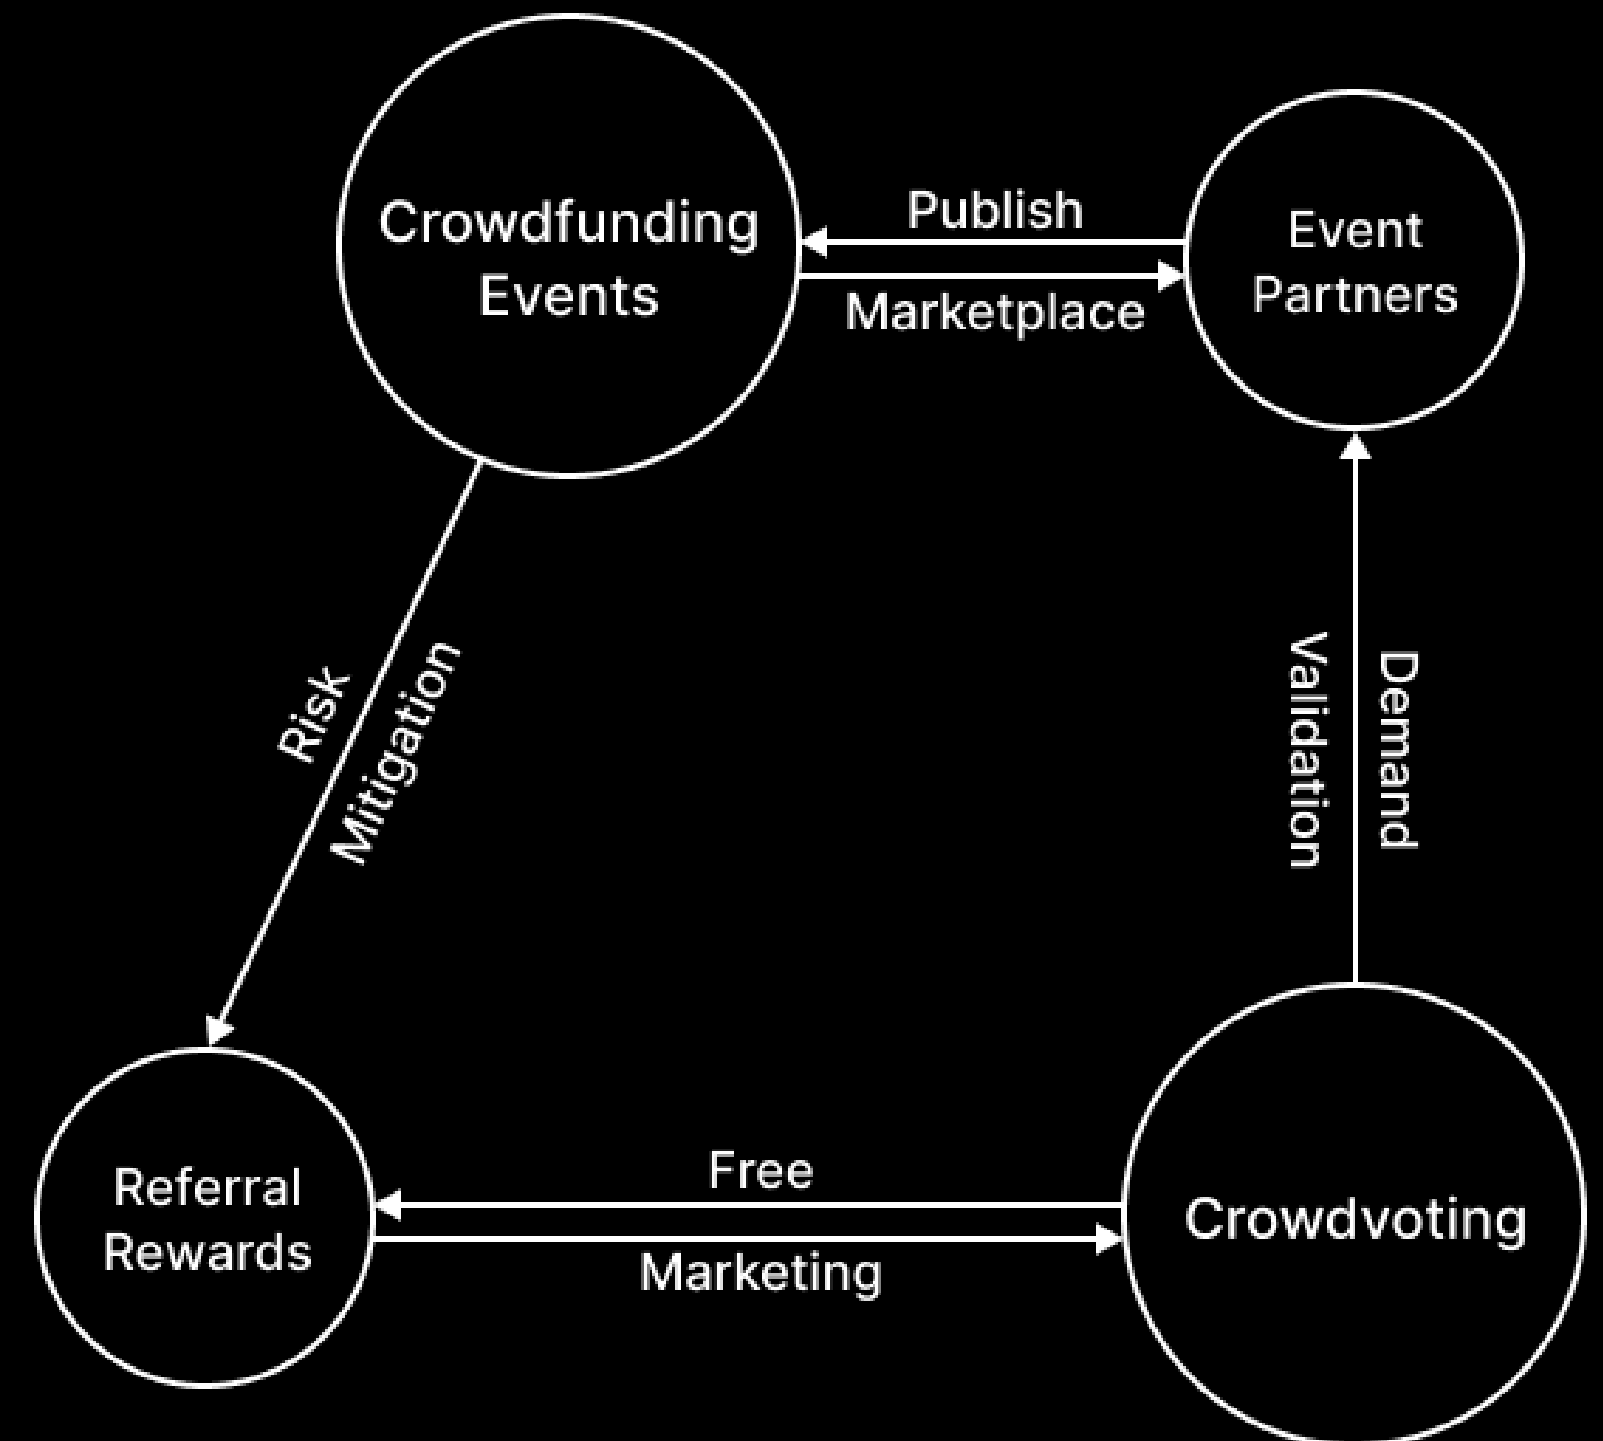 Crowdfunding
Events
Publish
Marketplace
Event
Partners
Risk
Mitigation
Demand
Validation
Referral
Rewards
Free
Marketing
Crowdvoting